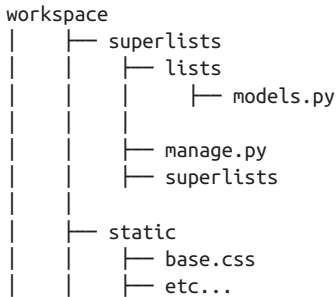 workspace
│    ├── superlists
│    │    ├── lists
│    │    │     ├── models.py
│    │    │
│    │    ├── manage.py
│    │    ├── superlists
│    │
│    ├── static
│    │    ├── base.css
│    │    ├── etc...